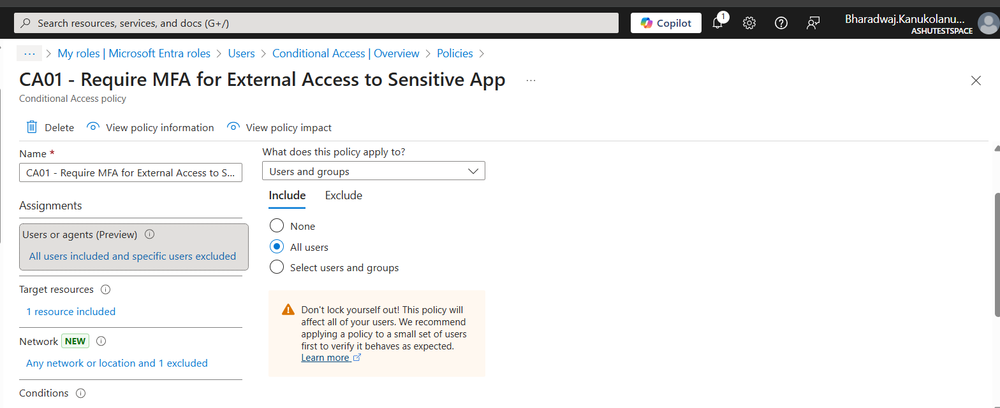 Search resources, services, and docs (G+/)
Copilot
1
Bharadwaj.Kanukolanu...
ASHUTESTSPACE
... > My roles | Microsoft Entra roles > Users > Conditional Access | Overview > Policies >
CA01 - Require MFA for External Access to Sensitive App ...
Conditional Access policy
Delete View policy information View policy impact
Name *
CA01 - Require MFA for External Access to S...
Assignments
Users or agents (Preview)
All users included and specific users excluded
Target resources
1 resource included
Network NEW
Any network or location and 1 excluded
Conditions
What does this policy apply to?
Users and groups
Include Exclude
None
All users
Select users and groups
Don't lock yourself out! This policy will
affect all of your users. We recommend
applying a policy to a small set of users
first to verify it behaves as expected.
Learn more